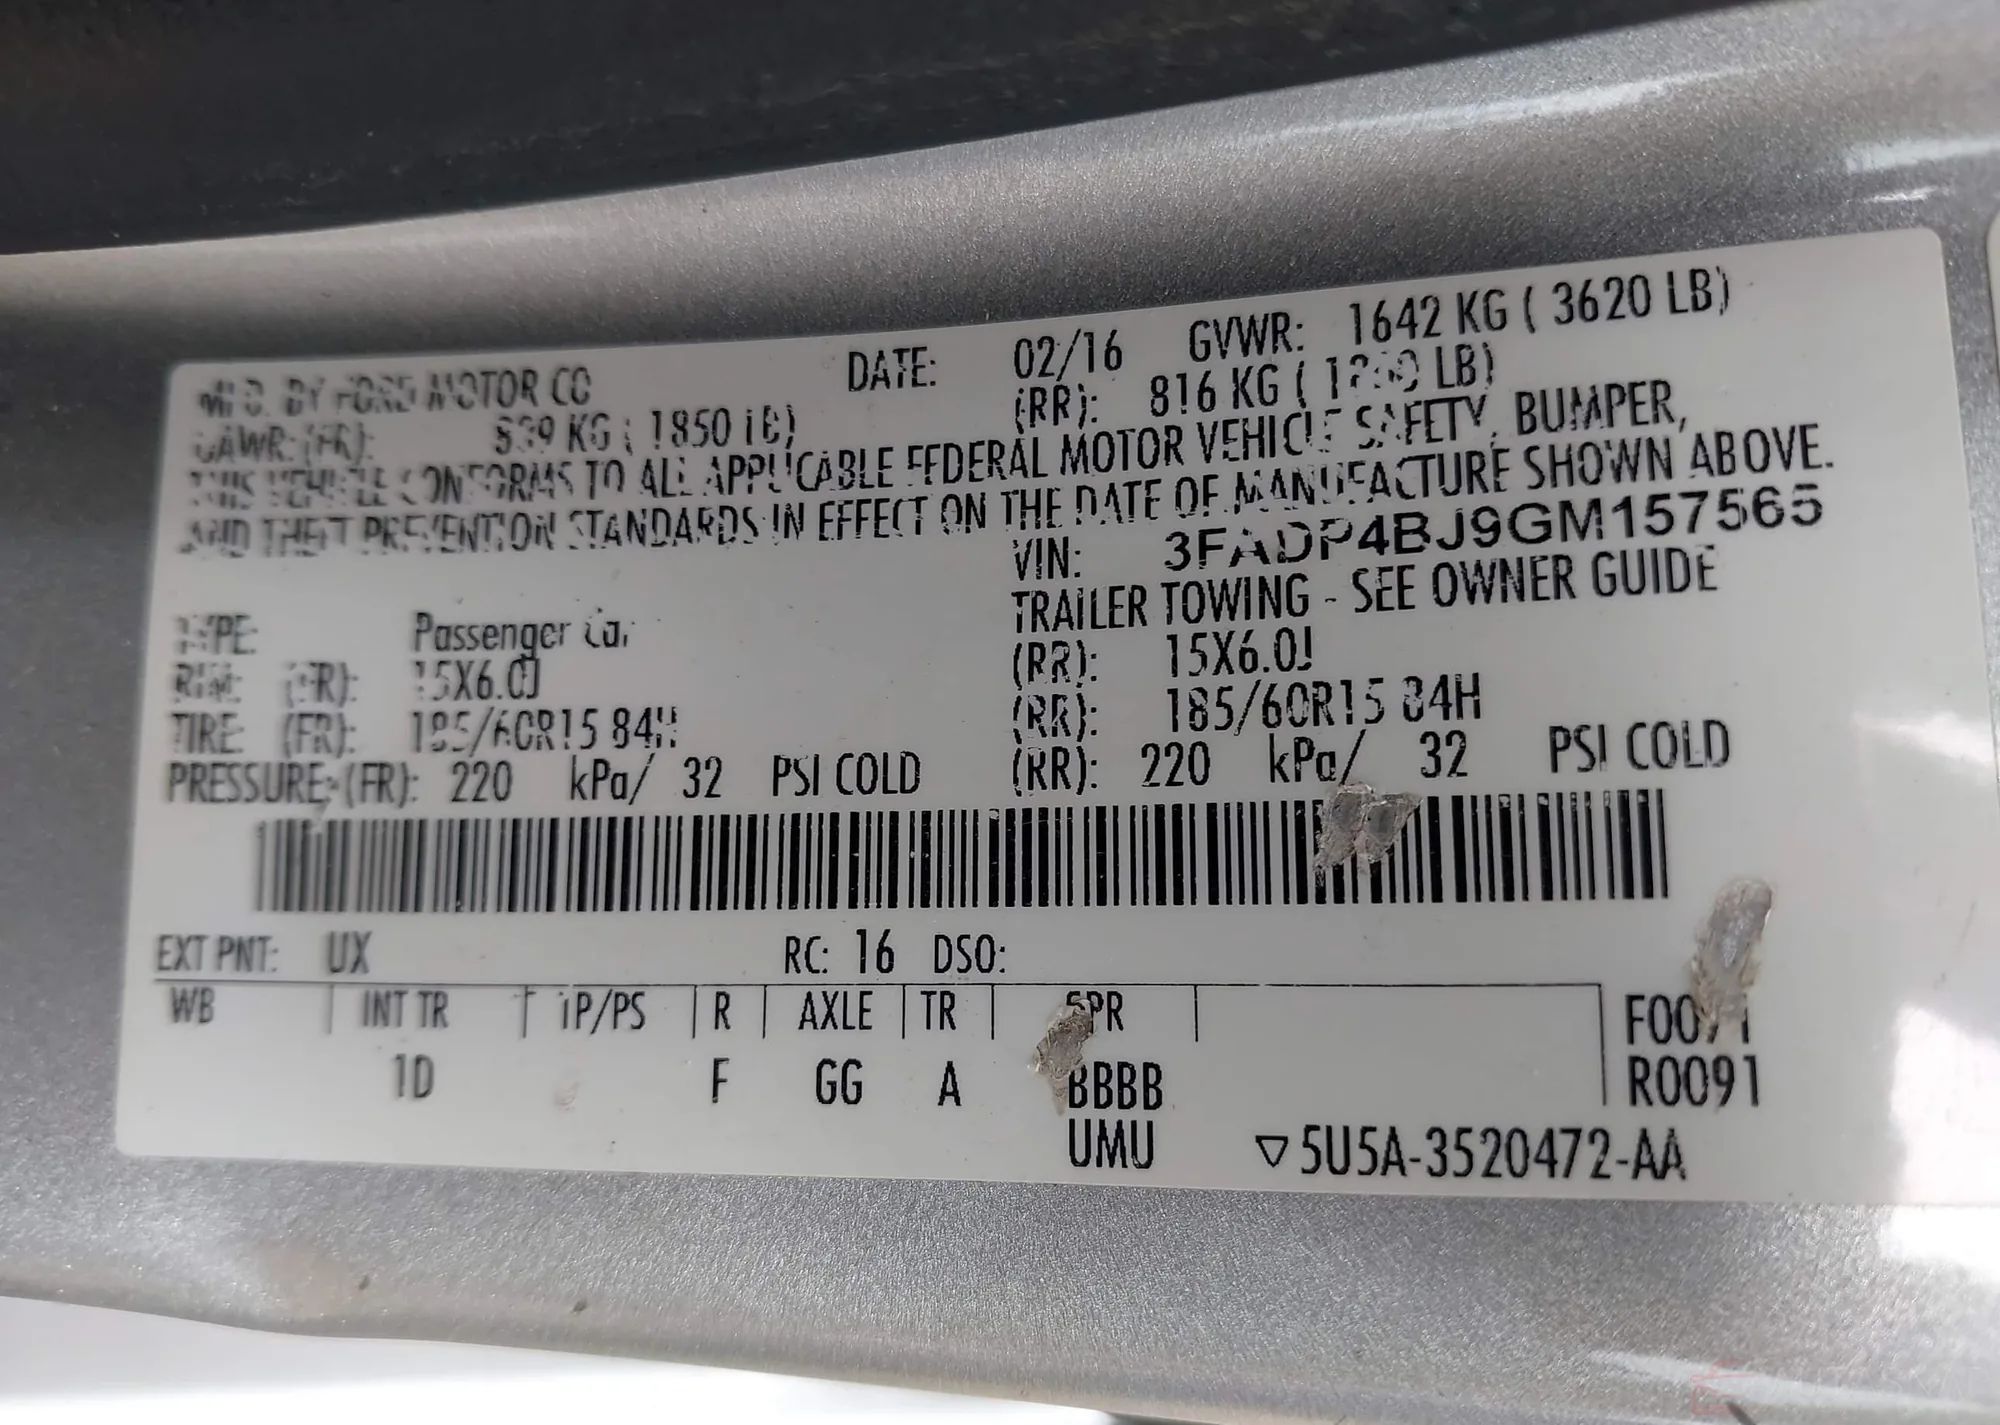 MFD. BY FORD MOTOR CO DATE: 02/16 GVWR: 1642 KG ( 3620 LB)
GAWR: (FR): 839 KG ( 1850 LB) (RR): 816 KG ( LB)
THIS VEHICLE CONFORMS TO ALL APPLICABLE FEDERAL MOTOR VEHICLE SAFETY, BUMPER,
AND THEFT PREVENTION STANDARDS IN EFFECT ON THE DATE OF MANUFACTURE SHOWN ABOVE.
VIN: 3FADP4BJ9GM157565
TYPE: Passenger Car TRAILER TOWING - SEE OWNER GUIDE
RIM: (FR): 15X6.0J (RR): 15X6.0J
TIRE: (FR): 185/60R15 84H (RR): 185/60R15 84H
PRESSURE: (FR): 220 kPa/ 32 PSI COLD (RR): 220 kPa/ 32 PSI COLD
EXT PNT: UX RC: 16 DSO:
WB INT TR TP/PS R AXLE TR SPR
1D F GG A BBBB R0091
UMU ▽5U5A-3520472-AA